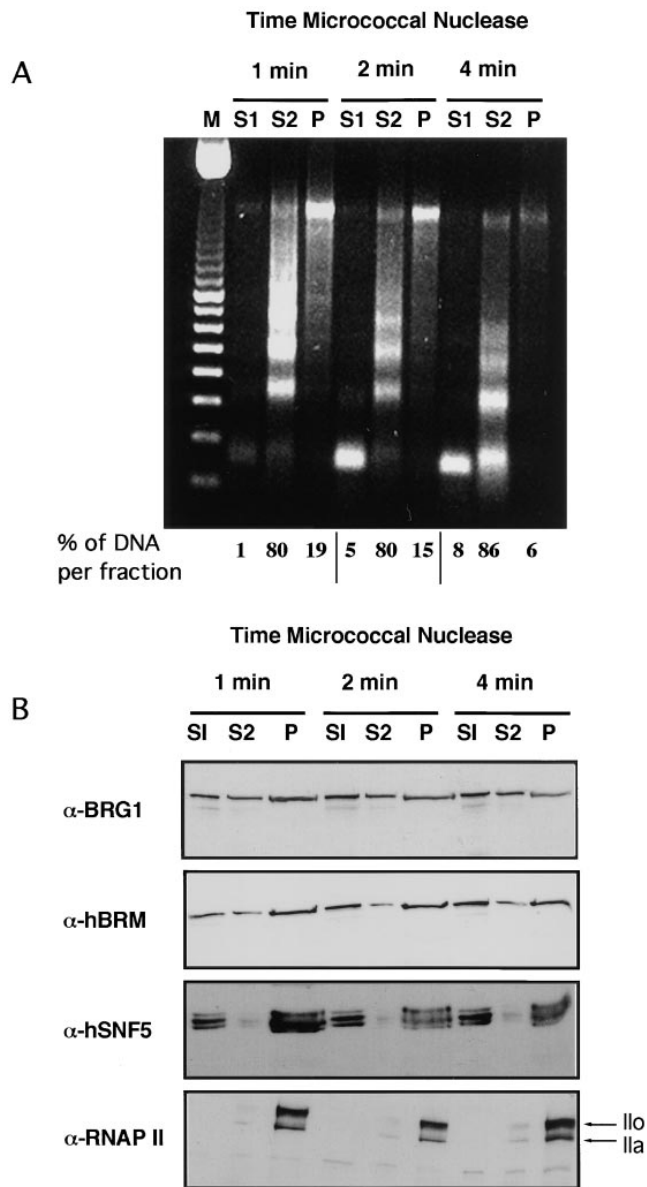 Time Micrococcal Nuclease
A
1 min 2 min 4 min
M S1 S2 P S1 S2 P S1 S2 P
% of DNA per fraction
1 80 19 5 80 15 8 86 6
Time Micrococcal Nuclease
1 min 2 min 4 min
B
SI S2 P SI S2 P SI S2 P
α-BRG1
α-hBRM
α-hSNF5
α-RNAP II
IIo
IIa